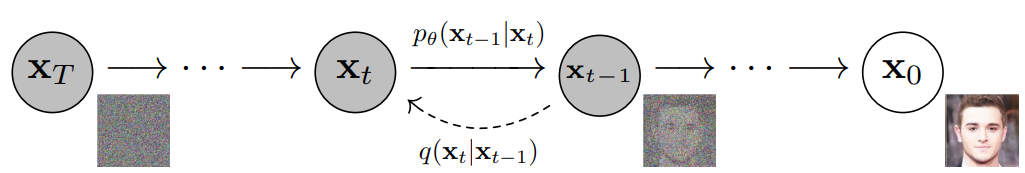 p_θ(x_{t−1}|x_t)
x_T ⟶ ⋯ ⟶ x_t ⟶ x_{t−1} ⟶ ⋯ ⟶ x_0
q(x_t|x_{t−1})